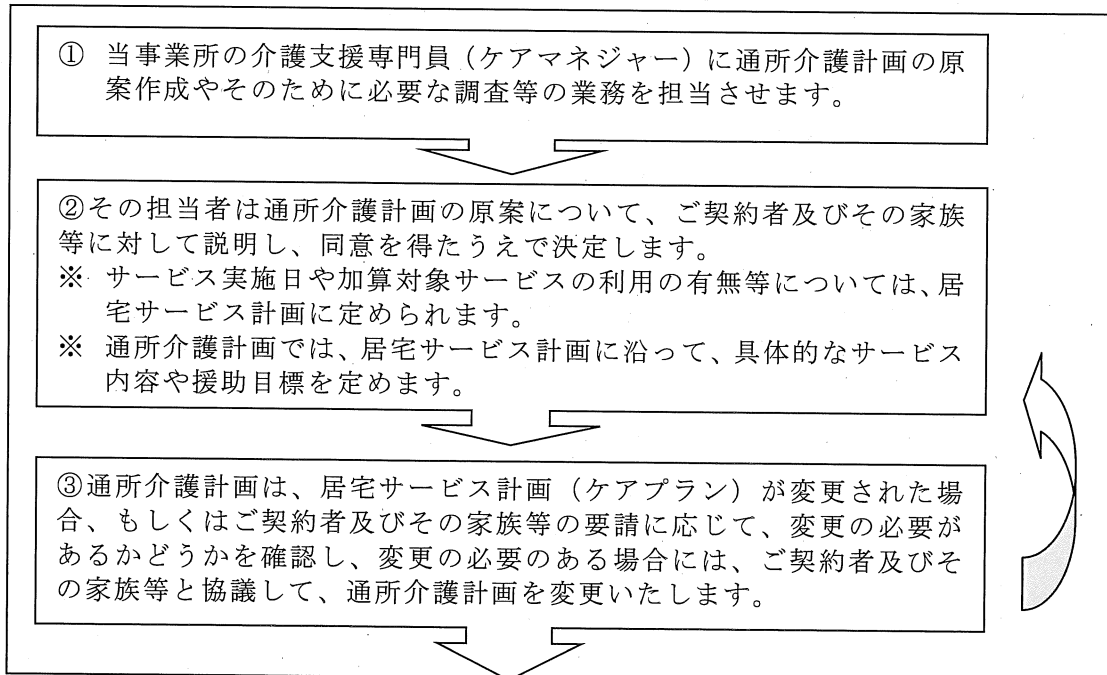 ① 当事業所の介護支援専門員（ケアマネジャー）に通所介護計画の原
案作成やそのために必要な調査等の業務を担当させます。
②その担当者は通所介護計画の原案について、ご契約者及びその家族
等に対して説明し、同意を得たうえで決定します。
※ サービス実施日や加算対象サービスの利用の有無等については、居
宅サービス計画に定められます。
※ 通所介護計画では、居宅サービス計画に沿って、具体的なサービス
内容や援助目標を定めます。
③通所介護計画は、居宅サービス計画（ケアプラン）が変更された場
合、もしくはご契約者及びその家族等の要請に応じて、変更の必要が
あるかどうかを確認し、変更の必要のある場合には、ご契約者及びそ
の家族等と協議して、通所介護計画を変更いたします。